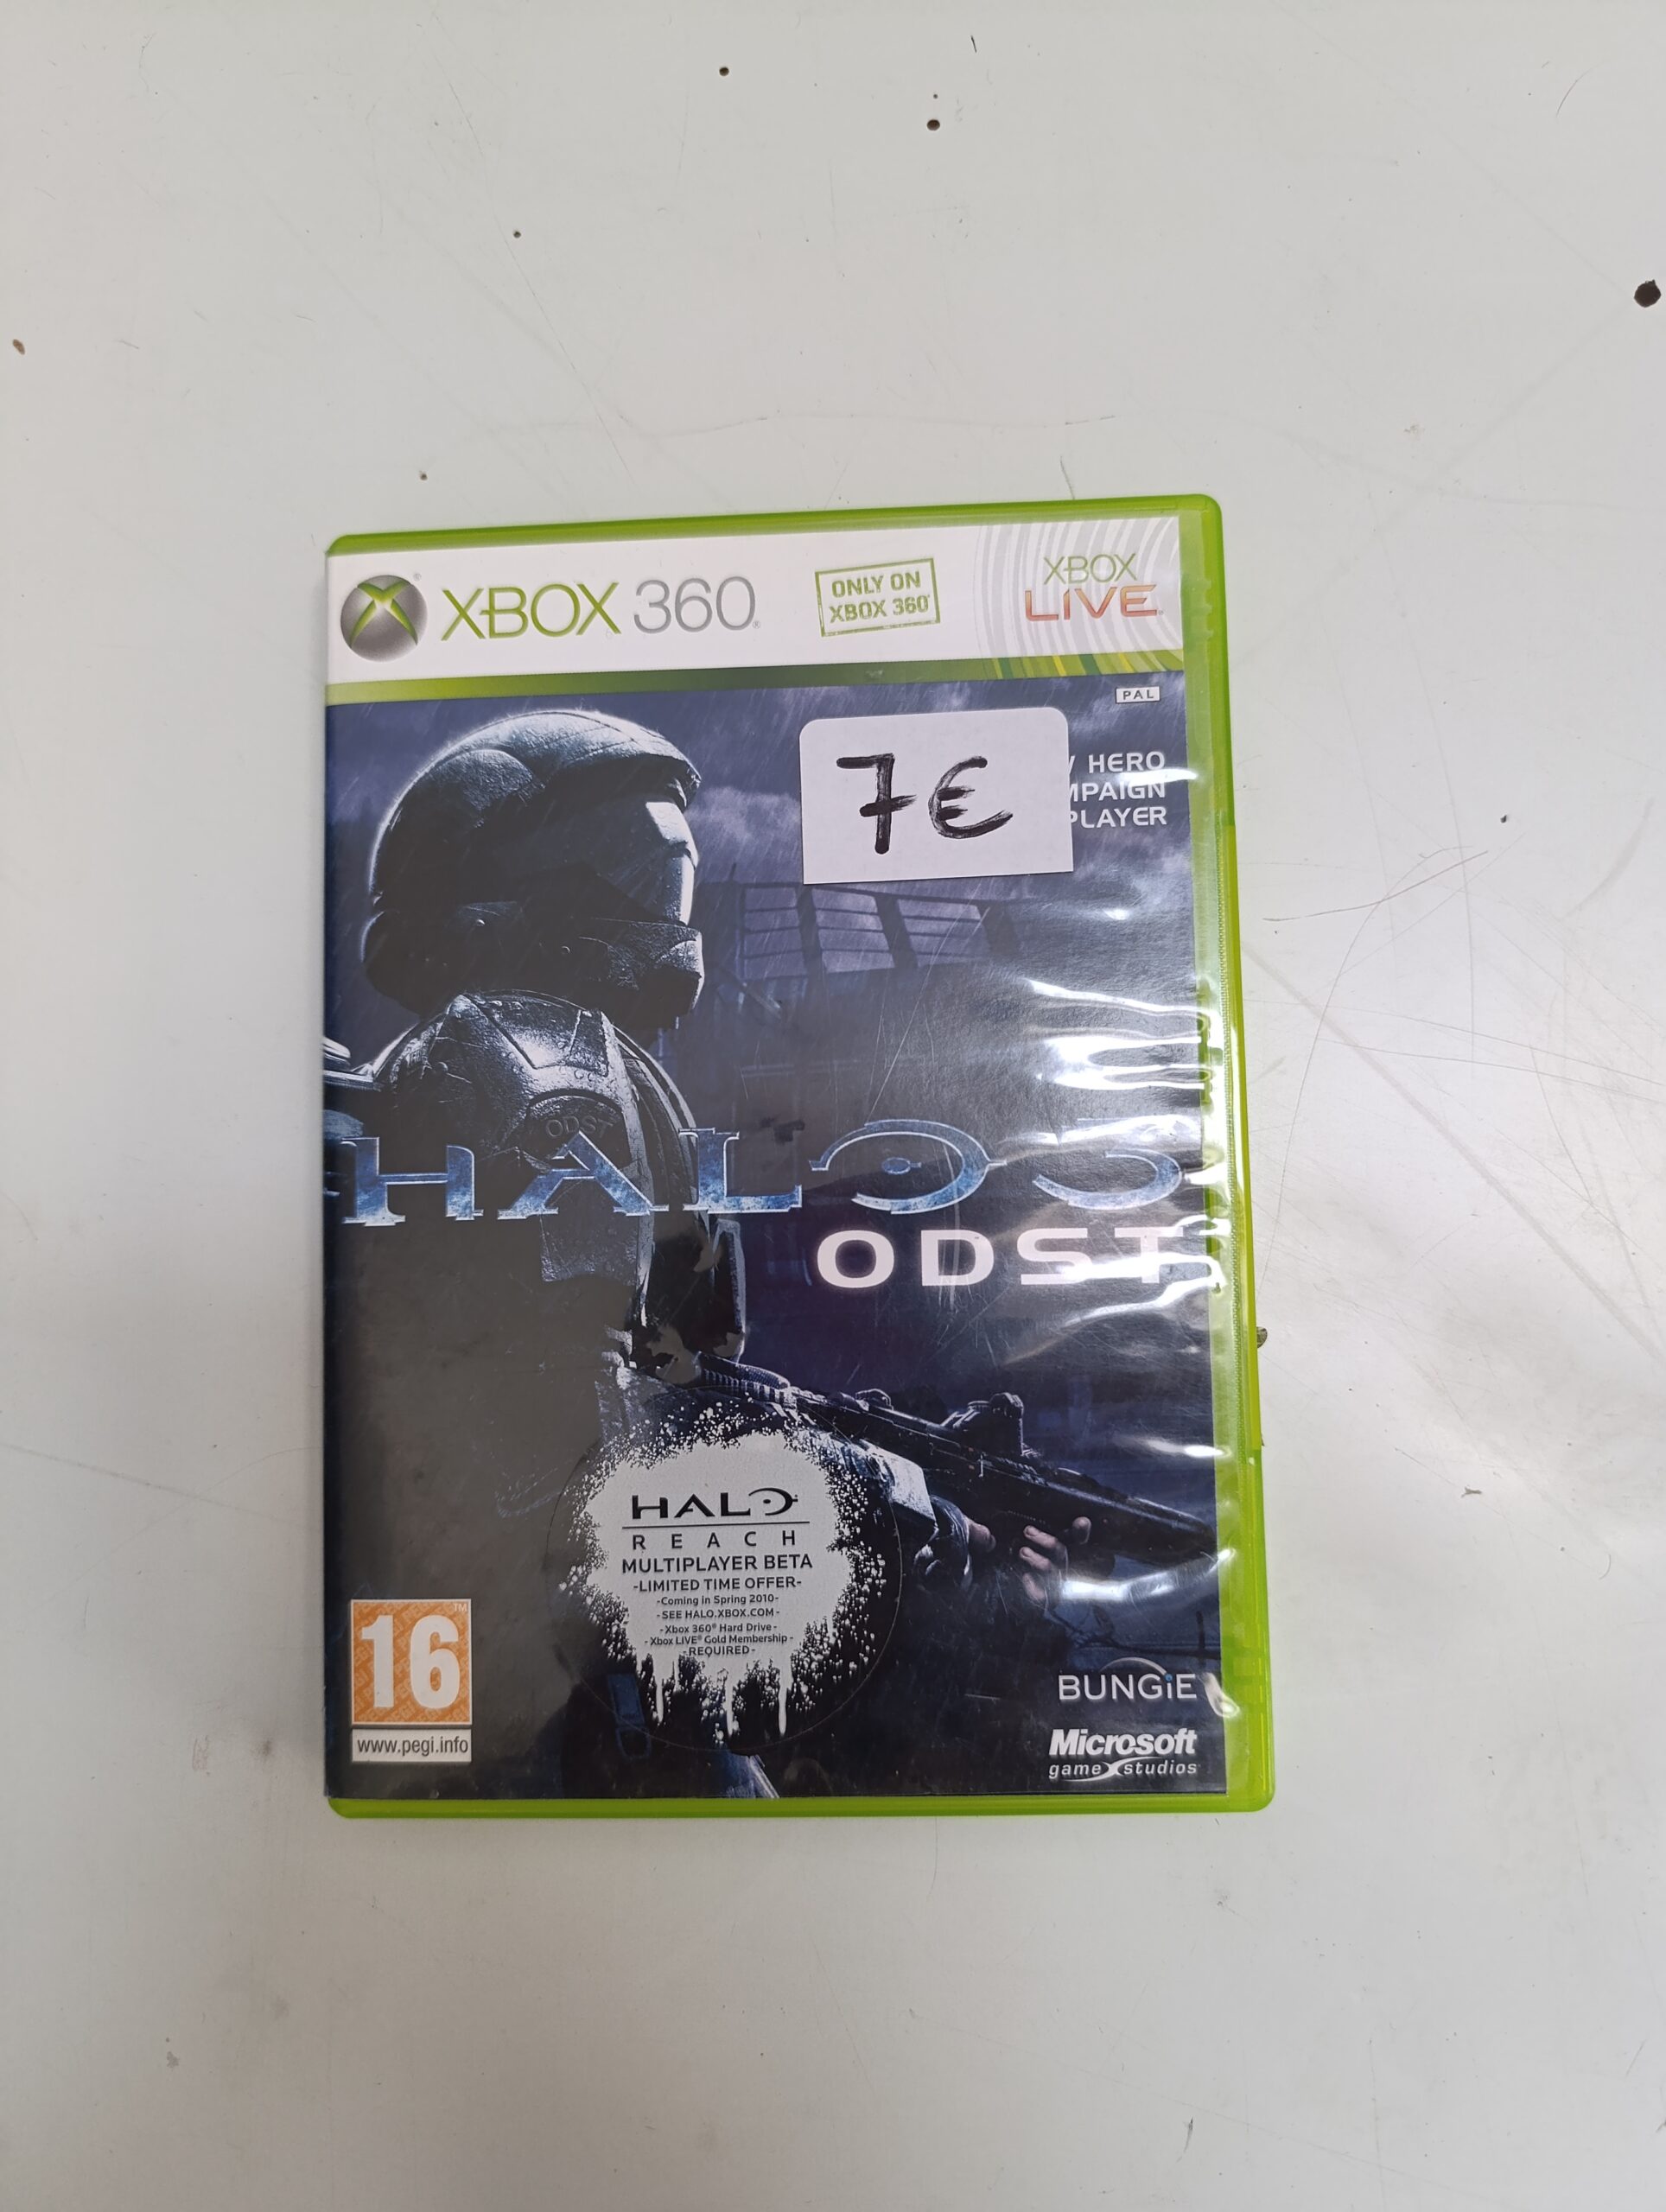 XBOX 360
ONLY ON
XBOX 360
XBOX
LIVE
PAL
7€
HERO
PLAYER
ODST
HALO 3
ODST
HALO
REACH
MULTIPLAYER BETA
-LIMITED TIME OFFER-
-Coming in Spring 2010-
-SEE HALO.XBOX.COM-
-Xbox 360® Hard Drive-
-Xbox LIVE® Gold Membership-
-REQUIRED-
16
www.pegi.info
BUNGiE
Microsoft
game studios